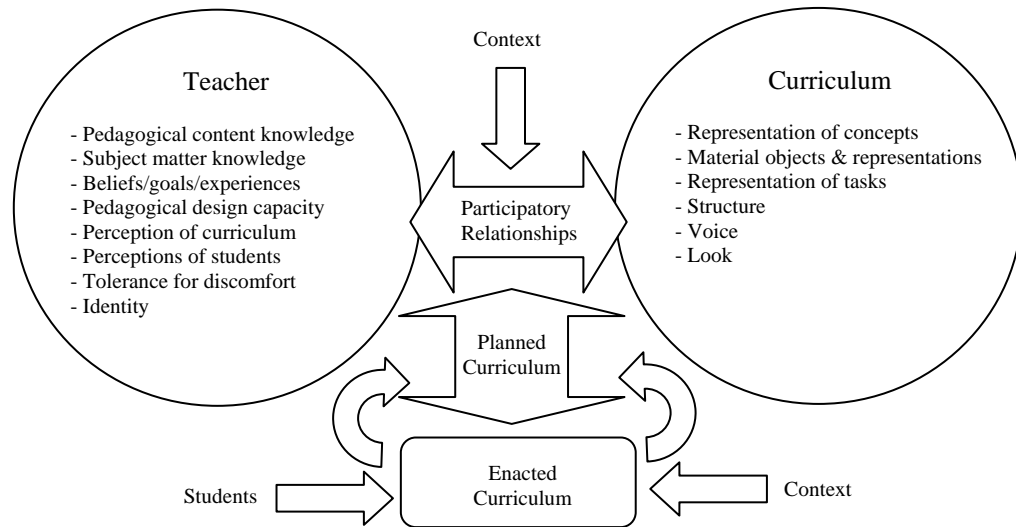 Context
Teacher
- Pedagogical content knowledge
- Subject matter knowledge
- Beliefs/goals/experiences
- Pedagogical design capacity
- Perception of curriculum
- Perceptions of students
- Tolerance for discomfort
- Identity
Participatory
Relationships
Curriculum
- Representation of concepts
- Material objects & representations
- Representation of tasks
- Structure
- Voice
- Look
Planned
Curriculum
Students
Enacted
Curriculum
Context